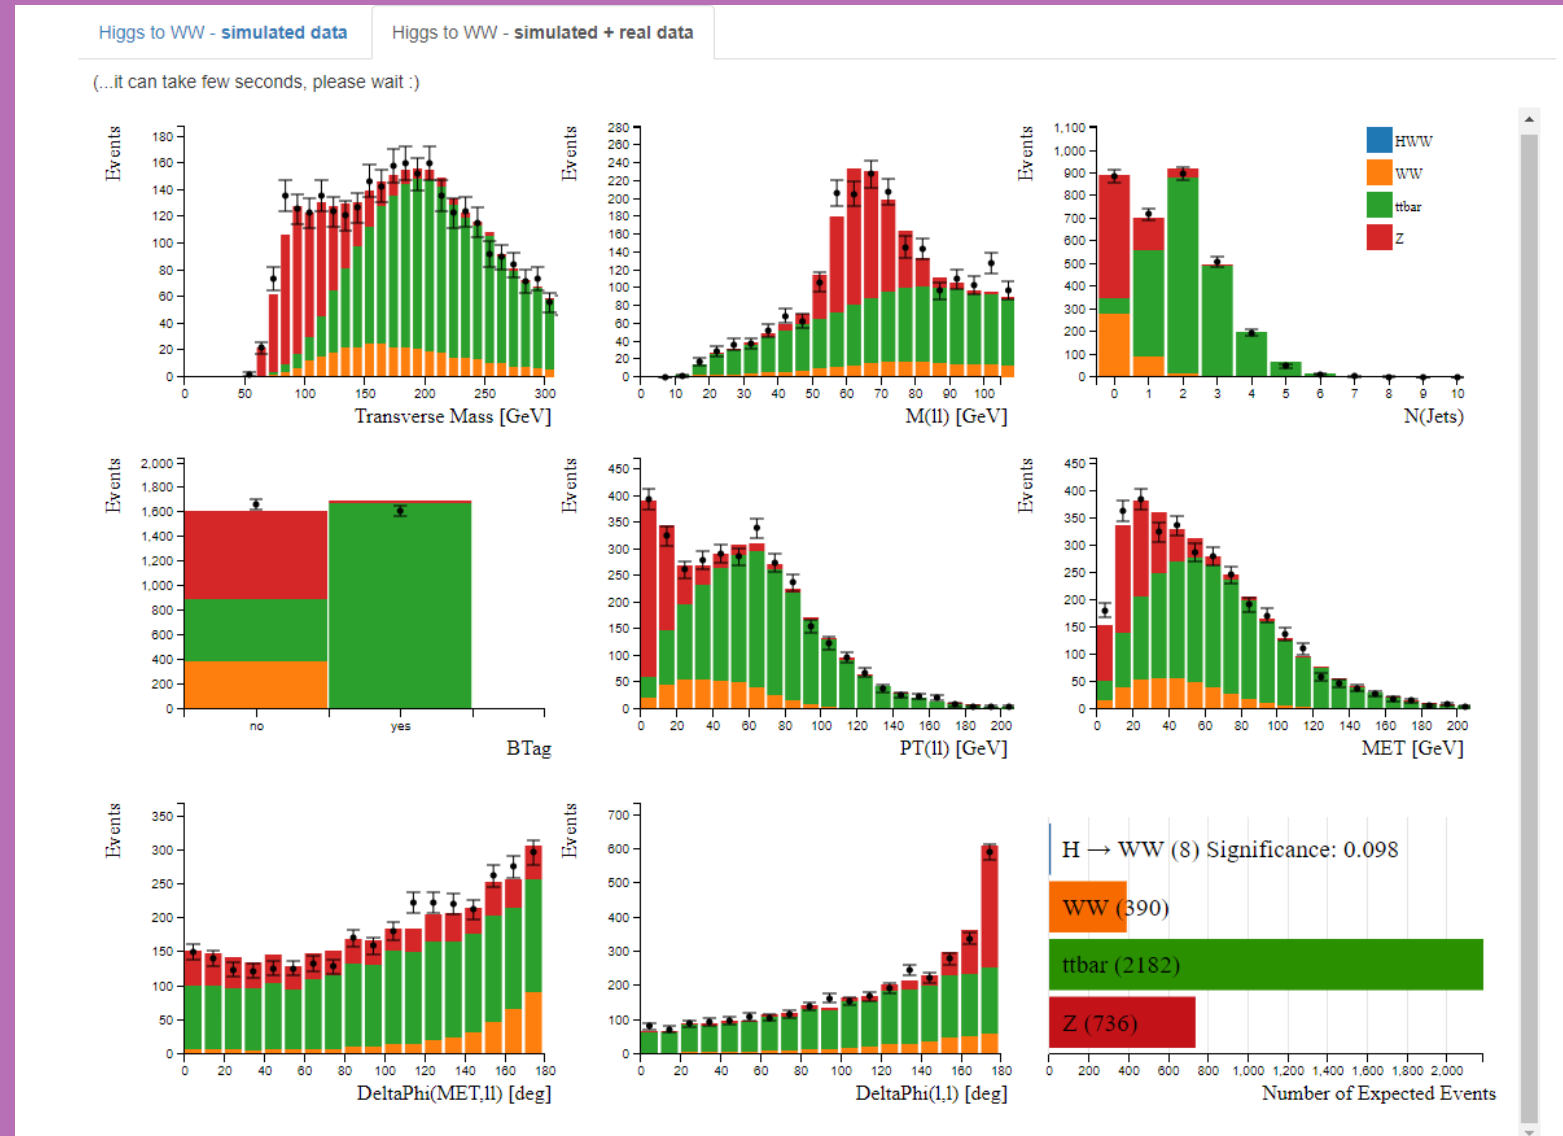 Higgs to WW - simulated data
Higgs to WW - simulated + real data
(...it can take few seconds, please wait :)
Events
180
160
140
120
100
80
60
40
20
0
0 50 100 150 200 250 300
Transverse Mass [GeV]
Events
280
260
240
220
200
180
160
140
120
100
80
60
40
20
0
0 10 20 30 40 50 60 70 80 90 100
M(ll) [GeV]
Events
1,100
1,000
900
800
700
600
500
400
300
200
100
0
0 1 2 3 4 5 6 7 8 9 10
N(Jets)
HWW
WW
ttbar
Z
Events
2,000
1,800
1,600
1,400
1,200
1,000
800
600
400
200
0
no yes
BTag
Events
450
400
350
300
250
200
150
100
50
0
0 20 40 60 80 100 120 140 160 180 200
PT(ll) [GeV]
Events
450
400
350
300
250
200
150
100
50
0
0 20 40 60 80 100 120 140 160 180 200
MET [GeV]
Events
350
300
250
200
150
100
50
0
0 20 40 60 80 100 120 140 160 180
DeltaPhi(MET,ll) [deg]
Events
700
600
500
400
300
200
100
0
0 20 40 60 80 100 120 140 160 180
DeltaPhi(l,l) [deg]
H → WW (8) Significance: 0.098
WW (390)
ttbar (2182)
Z (736)
0 200 400 600 800 1,000 1,200 1,400 1,600 1,800 2,000
Number of Expected Events